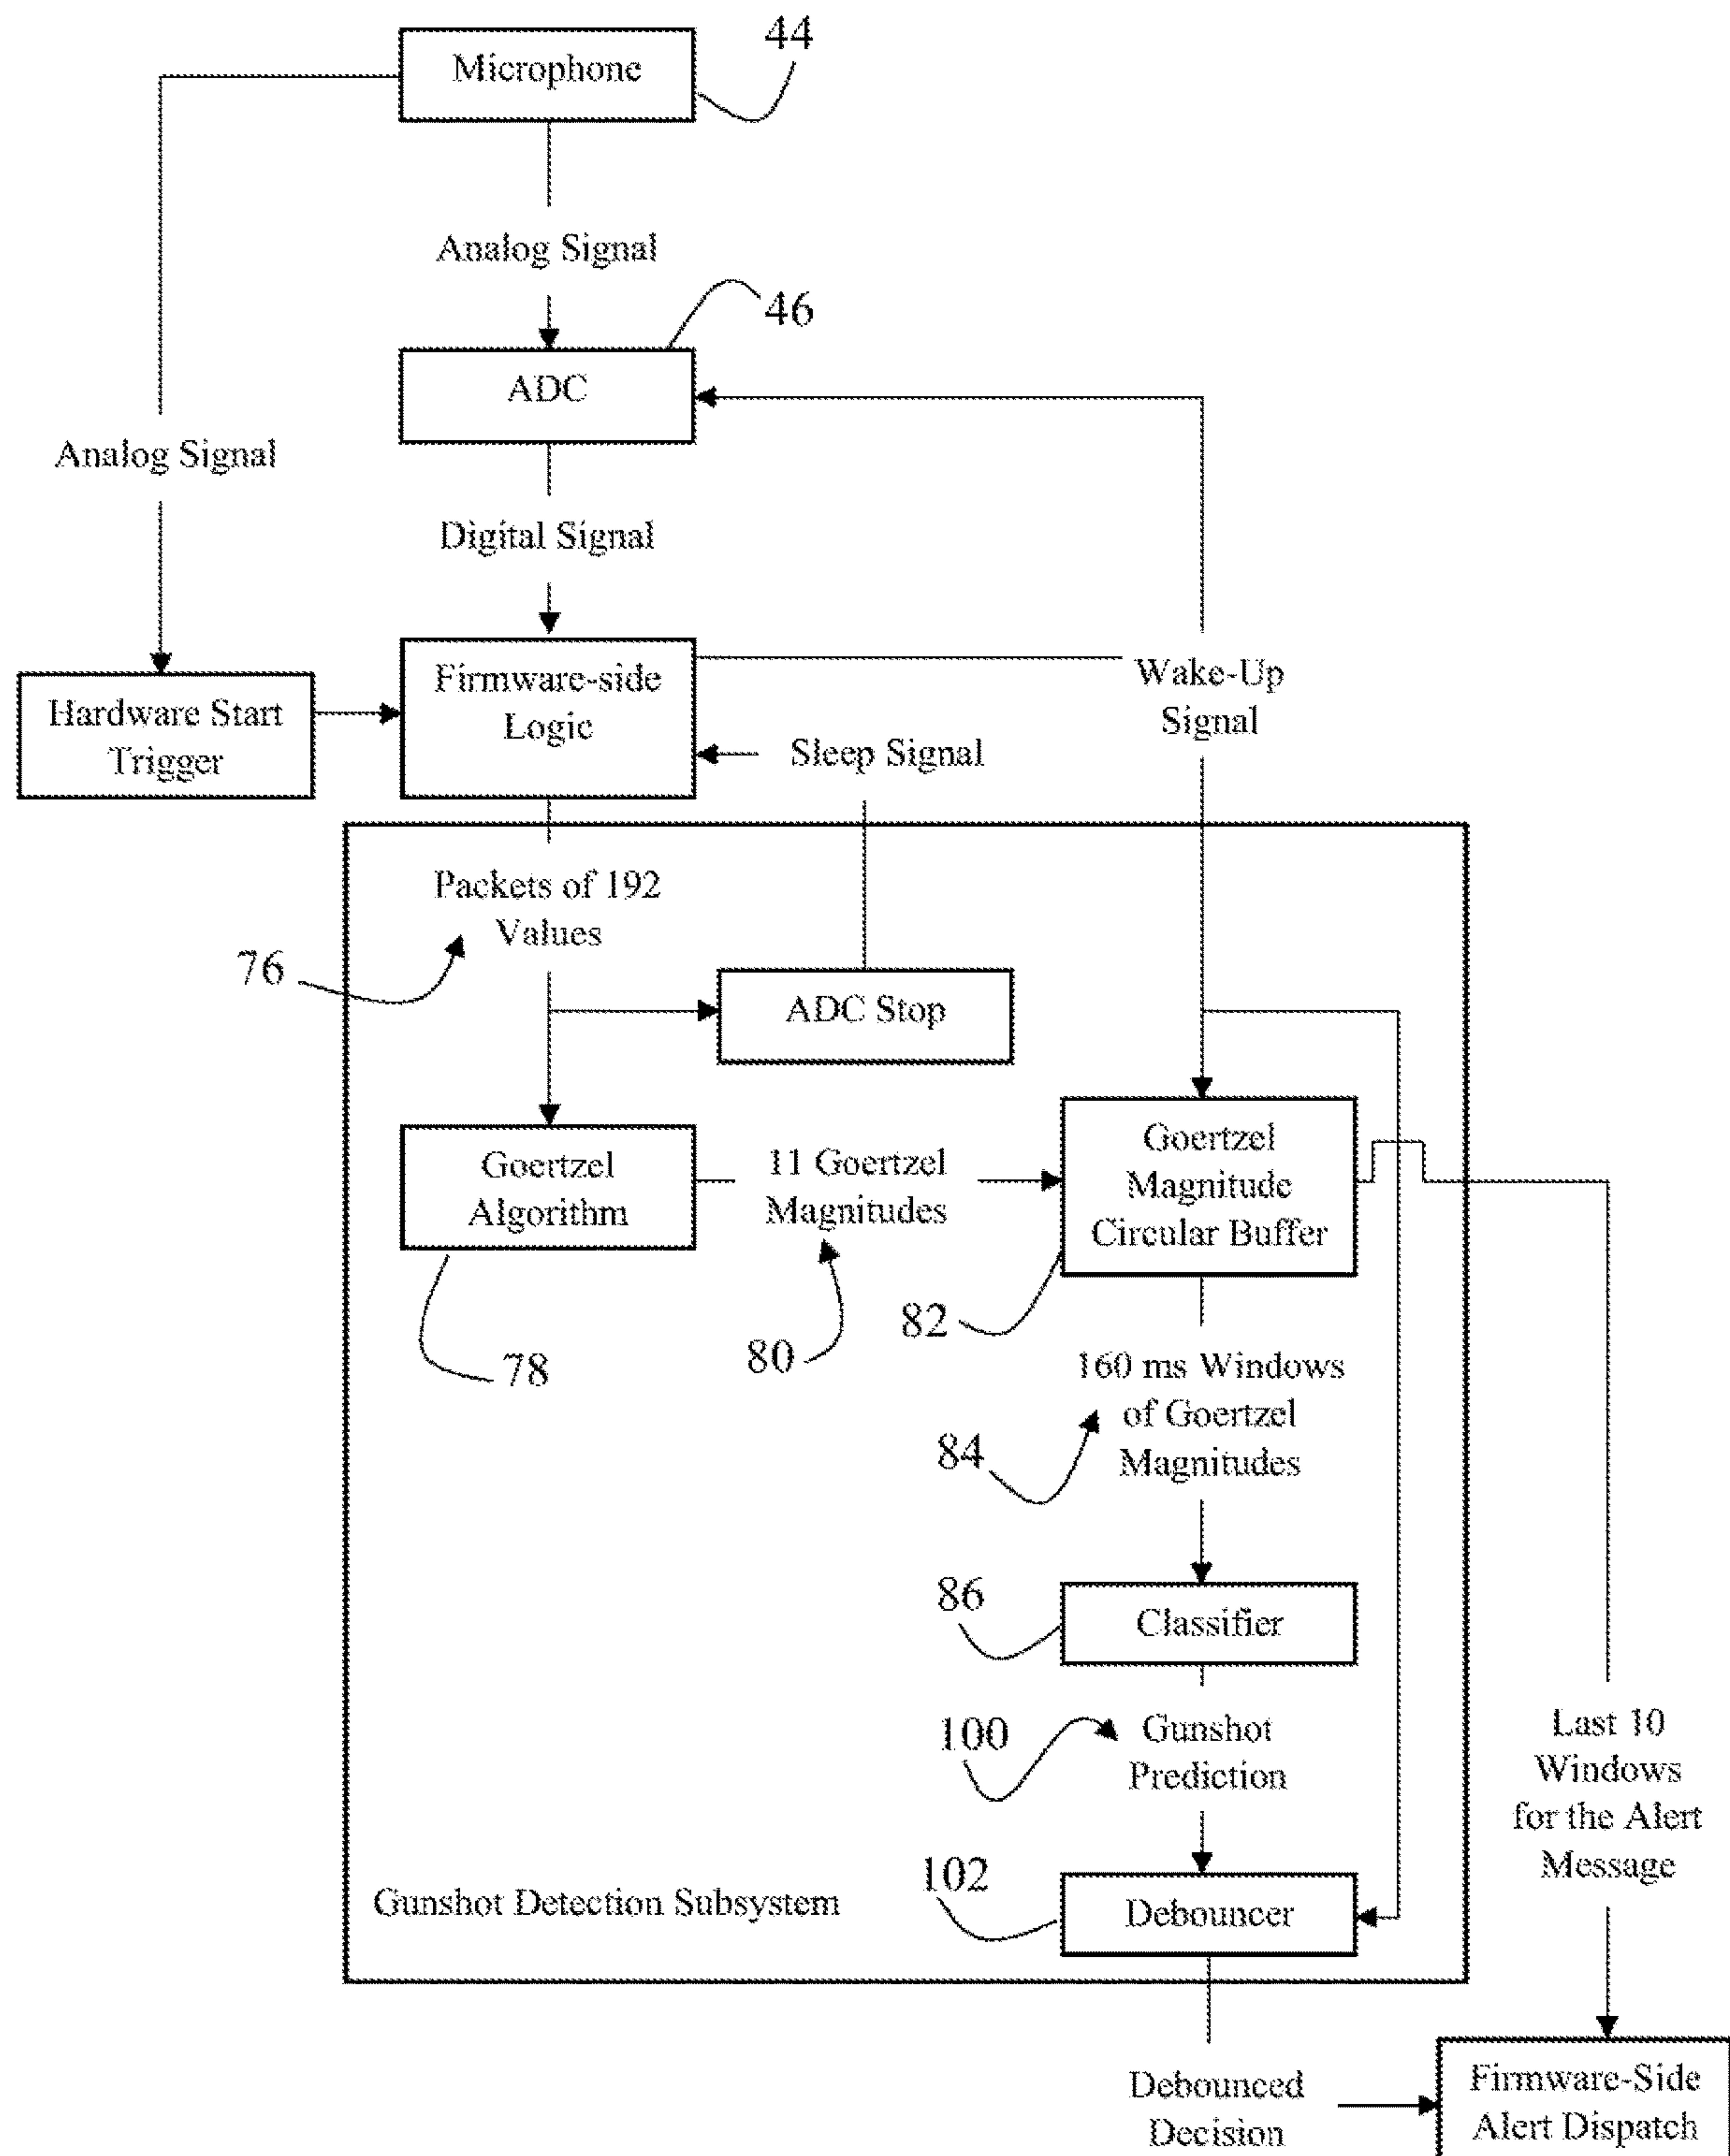 44
Microphone
Analog Signal
46
ADC
Analog Signal
Digital Signal
Firmware-side
Logic
Wake-Up
Signal
Hardware Start
Trigger
Sleep Signal
Packets of 192
Values
76
ADC Stop
Goertzel
Algorithm
11 Goertzel
Magnitudes
Goertzel
Magnitude
Circular Buffer
78
80
82
160 ms Windows
of Goertzel
Magnitudes
84
86
Classifier
100
Gunshot
Prediction
Last 10
Windows
for the Alert
Message
102
Debouncer
Gunshot Detection Subsystem
Debounced
Decision
Firmware-Side
Alert Dispatch